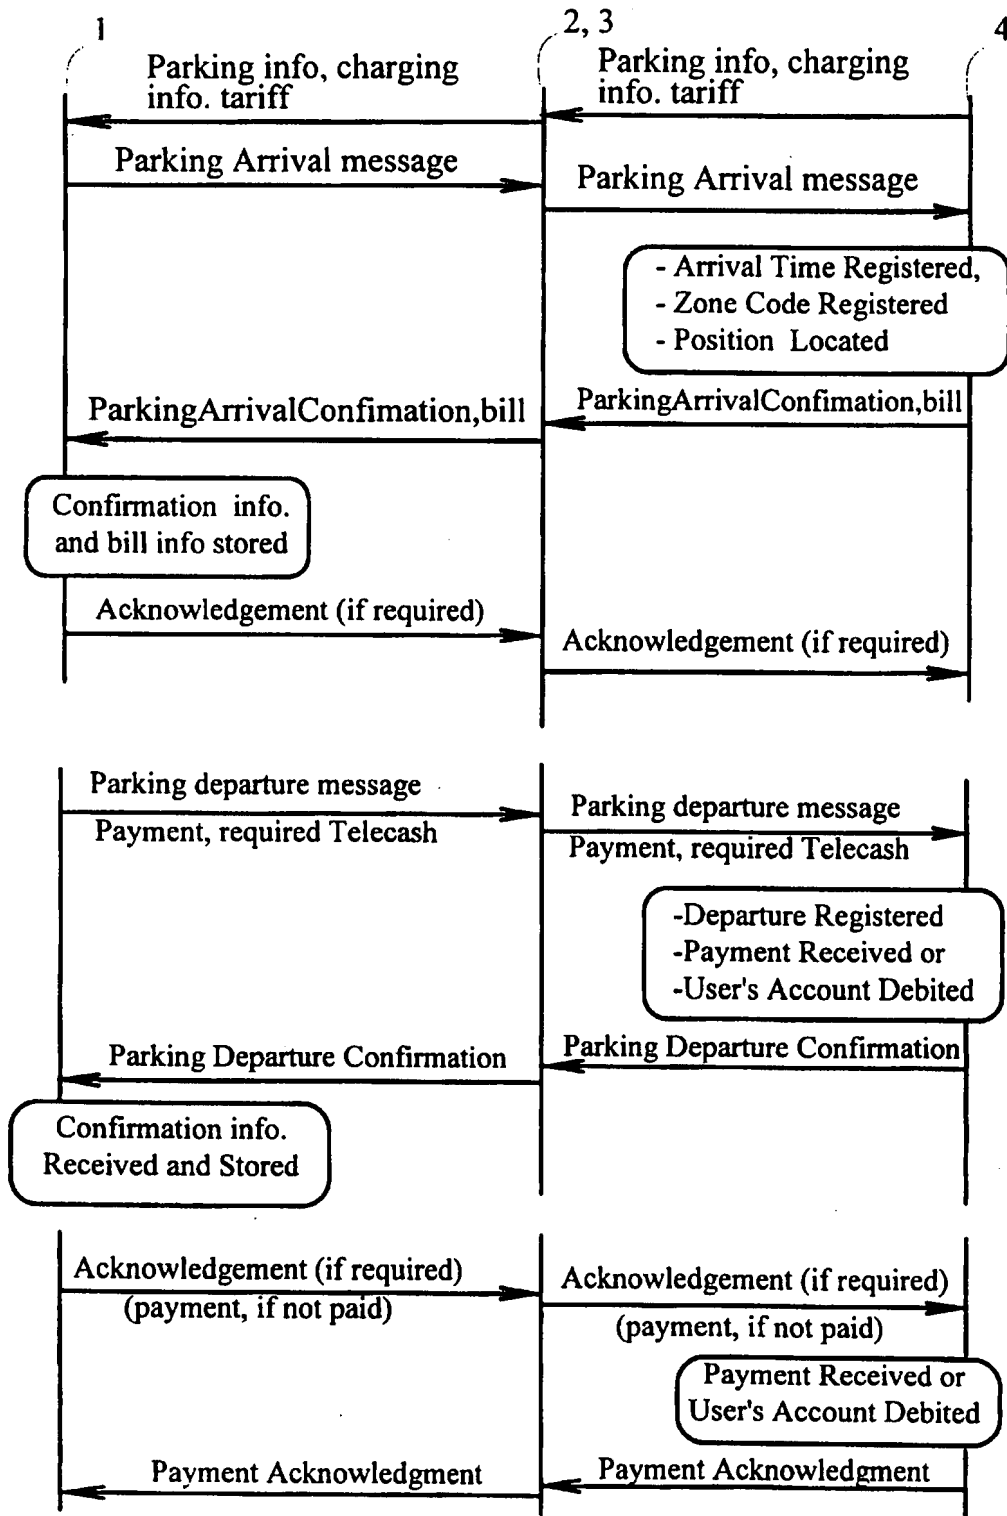 1
2, 3
4
Parking info, charging
info. tariff
Parking info, charging
info. tariff
Parking Arrival message
Parking Arrival message
- Arrival Time Registered,
- Zone Code Registered
- Position Located
ParkingArrivalConfimation,bill
ParkingArrivalConfimation,bill
Confirmation info.
and bill info stored
Acknowledgement (if required)
Acknowledgement (if required)
Parking departure message
Payment, required Telecash
Parking departure message
Payment, required Telecash
-Departure Registered
-Payment Received or
-User's Account Debited
Parking Departure Confirmation
Parking Departure Confirmation
Confirmation info.
Received and Stored
Acknowledgement (if required)
(payment, if not paid)
Acknowledgement (if required)
(payment, if not paid)
Payment Received or
User's Account Debited
Payment Acknowledgment
Payment Acknowledgment